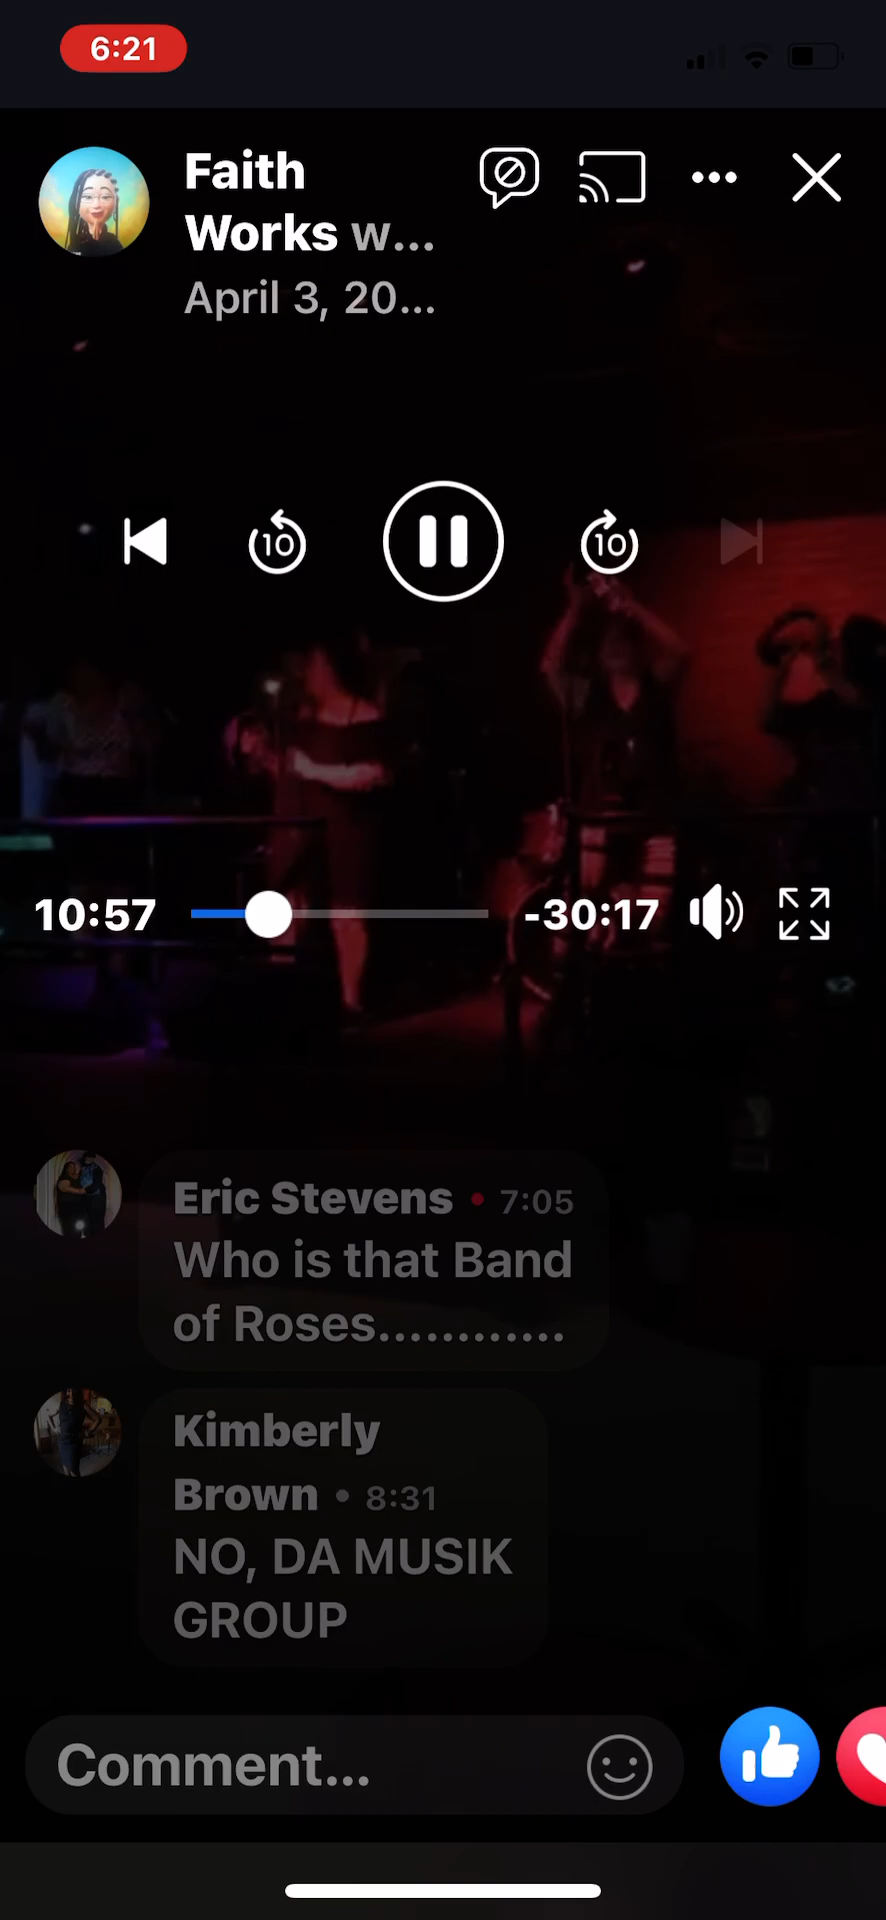 6:21
Faith
Works w...
April 3, 20...
10
10
10:57
-30:17
Eric Stevens • 7:05
Who is that Band
of Roses............
Kimberly
Brown • 8:31
NO, DA MUSIK
GROUP
Comment...